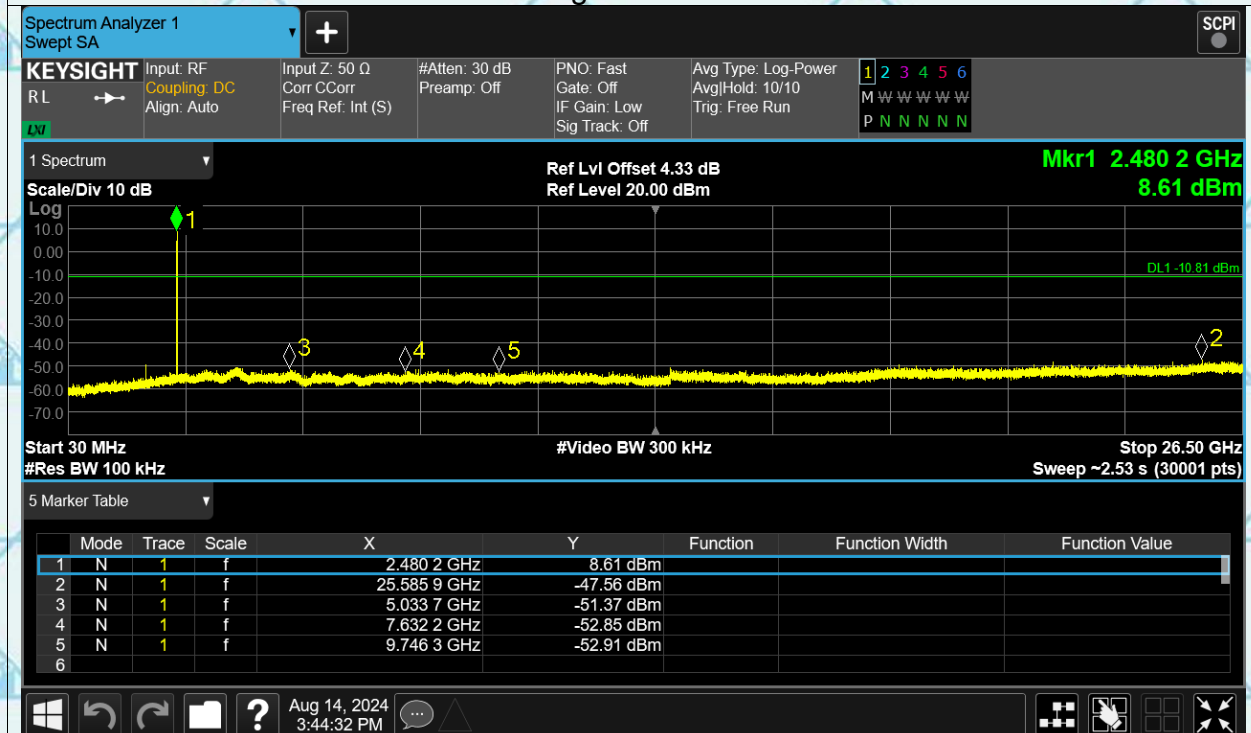 Spectrum Analyzer 1
Swept SA
+
SCPI
KEYSIGHT Input: RF Input Z: 50 Ω #Atten: 30 dB PNO: Fast Avg Type: Log-Power 1 2 3 4 5 6
RL Coupling: DC Corr CCorr Preamp: Off Gate: Off Avg|Hold: 10/10 M W W W W W W
Align: Auto Freq Ref: Int (S) IF Gain: Low Trig: Free Run P N N N N N N
LXI Sig Track: Off
1 Spectrum Ref Lvl Offset 4.33 dB Mkr1 2.480 2 GHz
Scale/Div 10 dB Ref Level 20.00 dBm 8.61 dBm
Log
1
10.0
0.00
DL1 -10.81 dBm
-10.0
-20.0
-30.0
-40.0
3 4 5 2
-50.0
-60.0
-70.0
Start 30 MHz #Video BW 300 kHz Stop 26.50 GHz
#Res BW 100 kHz Sweep ~2.53 s (30001 pts)
5 Marker Table
Mode Trace Scale X Y Function Function Width Function Value
1 N 1 f 2.480 2 GHz 8.61 dBm
2 N 1 f 25.585 9 GHz -47.56 dBm
3 N 1 f 5.033 7 GHz -51.37 dBm
4 N 1 f 7.632 2 GHz -52.85 dBm
5 N 1 f 9.746 3 GHz -52.91 dBm
6
? Aug 14, 2024
3:44:32 PM